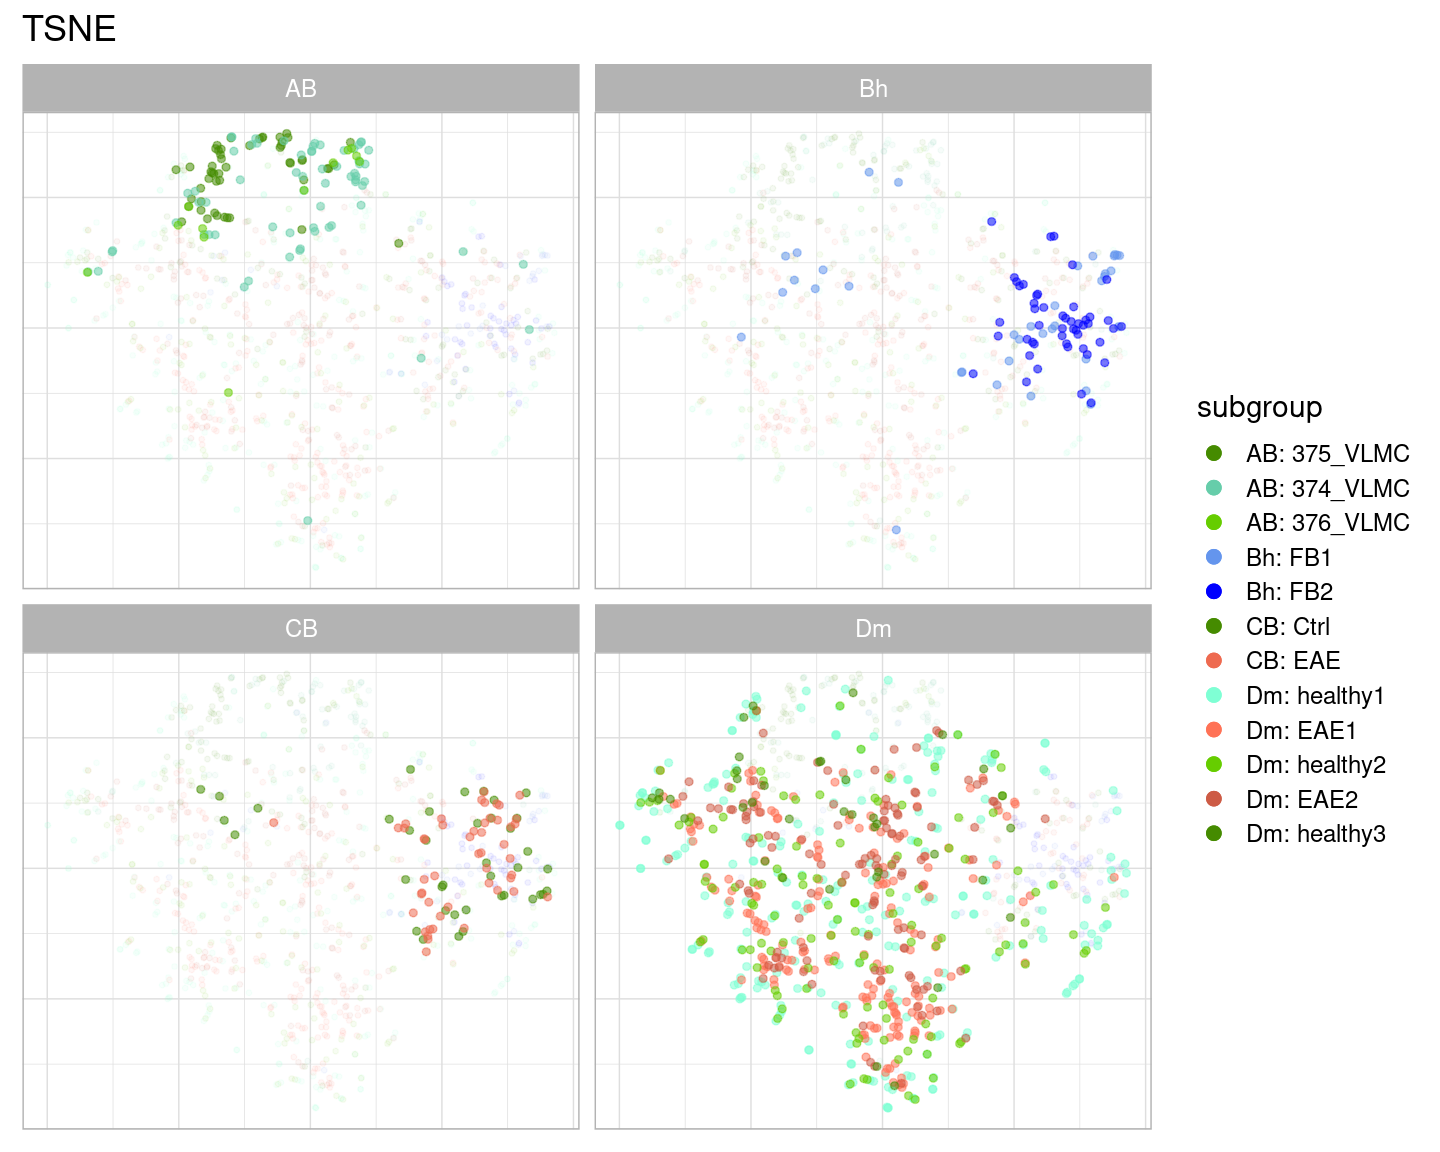 TSNE
AB
Bh
CB
Dm
subgroup
AB: 375_VLMC
AB: 374_VLMC
AB: 376_VLMC
Bh: FB1
Bh: FB2
CB: Ctrl
CB: EAE
Dm: healthy1
Dm: EAE1
Dm: healthy2
Dm: EAE2
Dm: healthy3